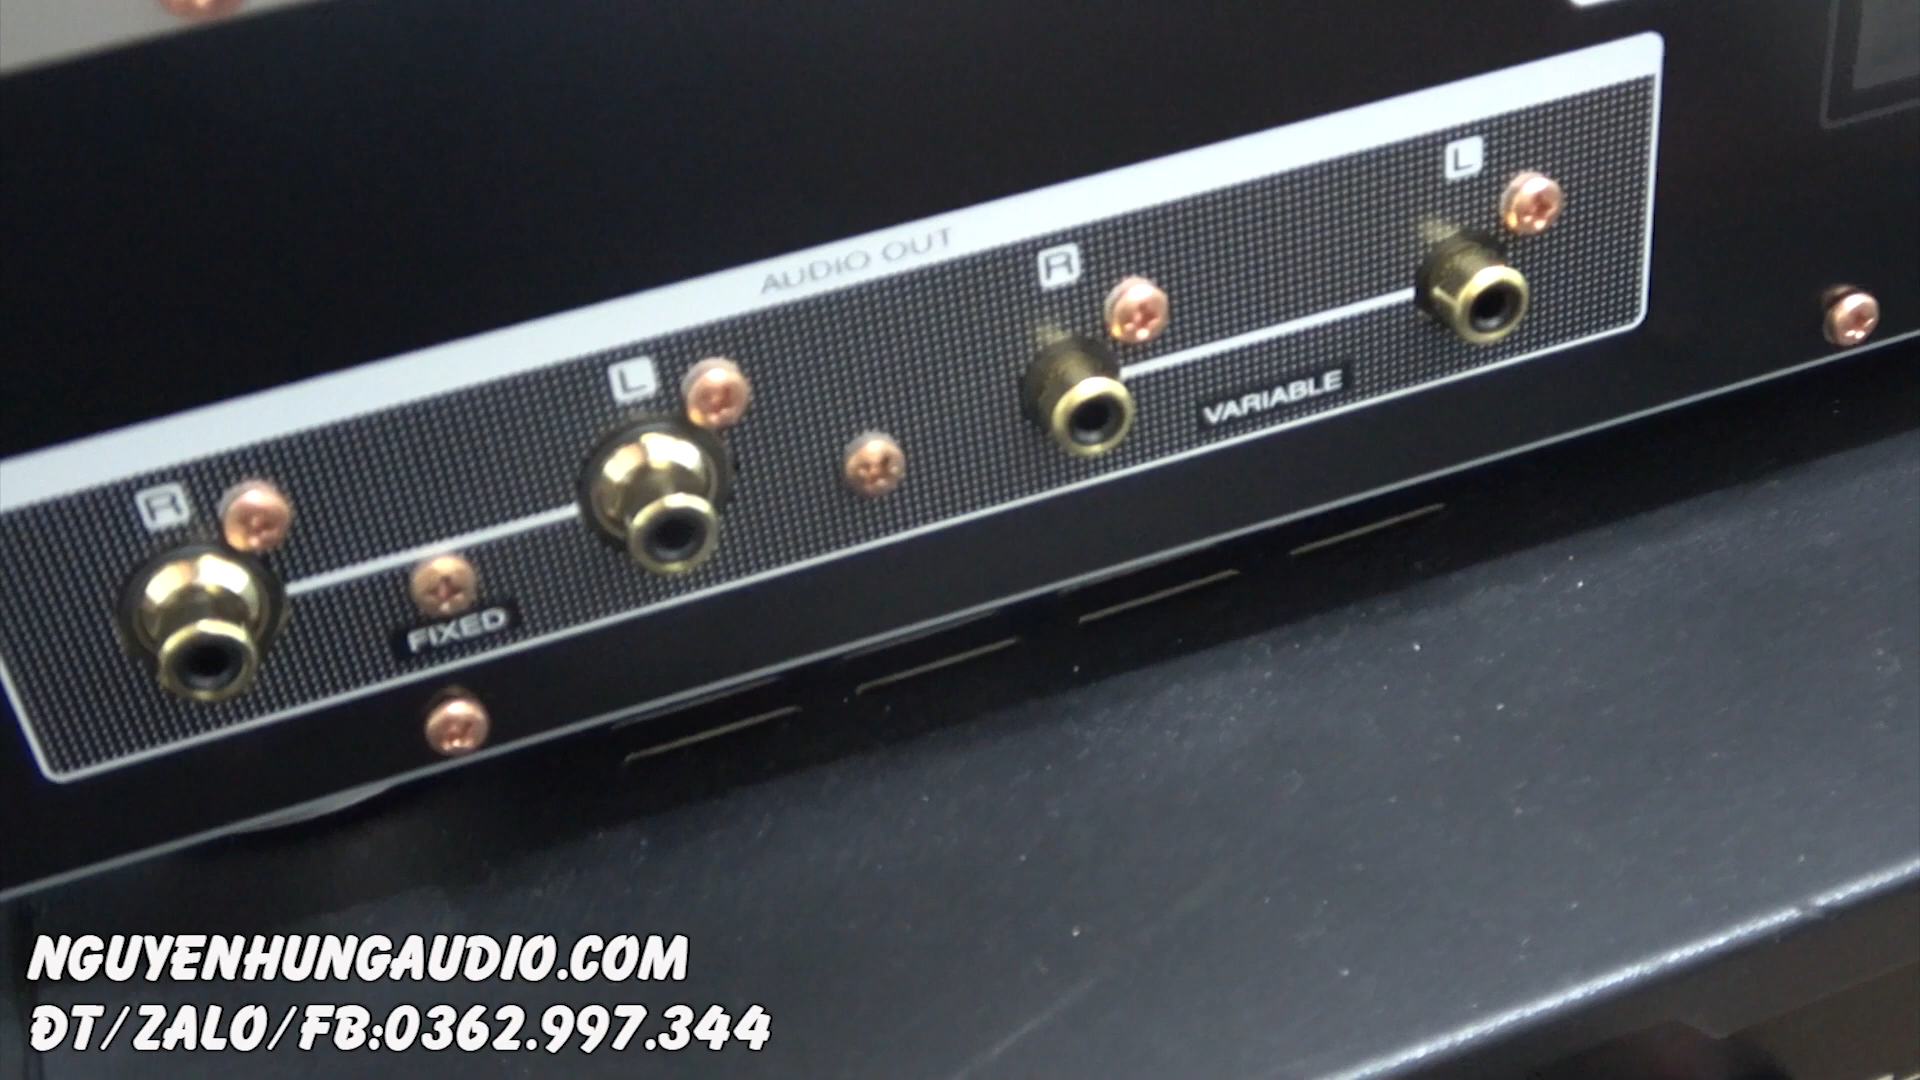 AUDIO OUT
R L R L
FIXED VARIABLE
NGUYENHUNGAUDIO.COM
ĐT/ZALO/FB:0362.997.344